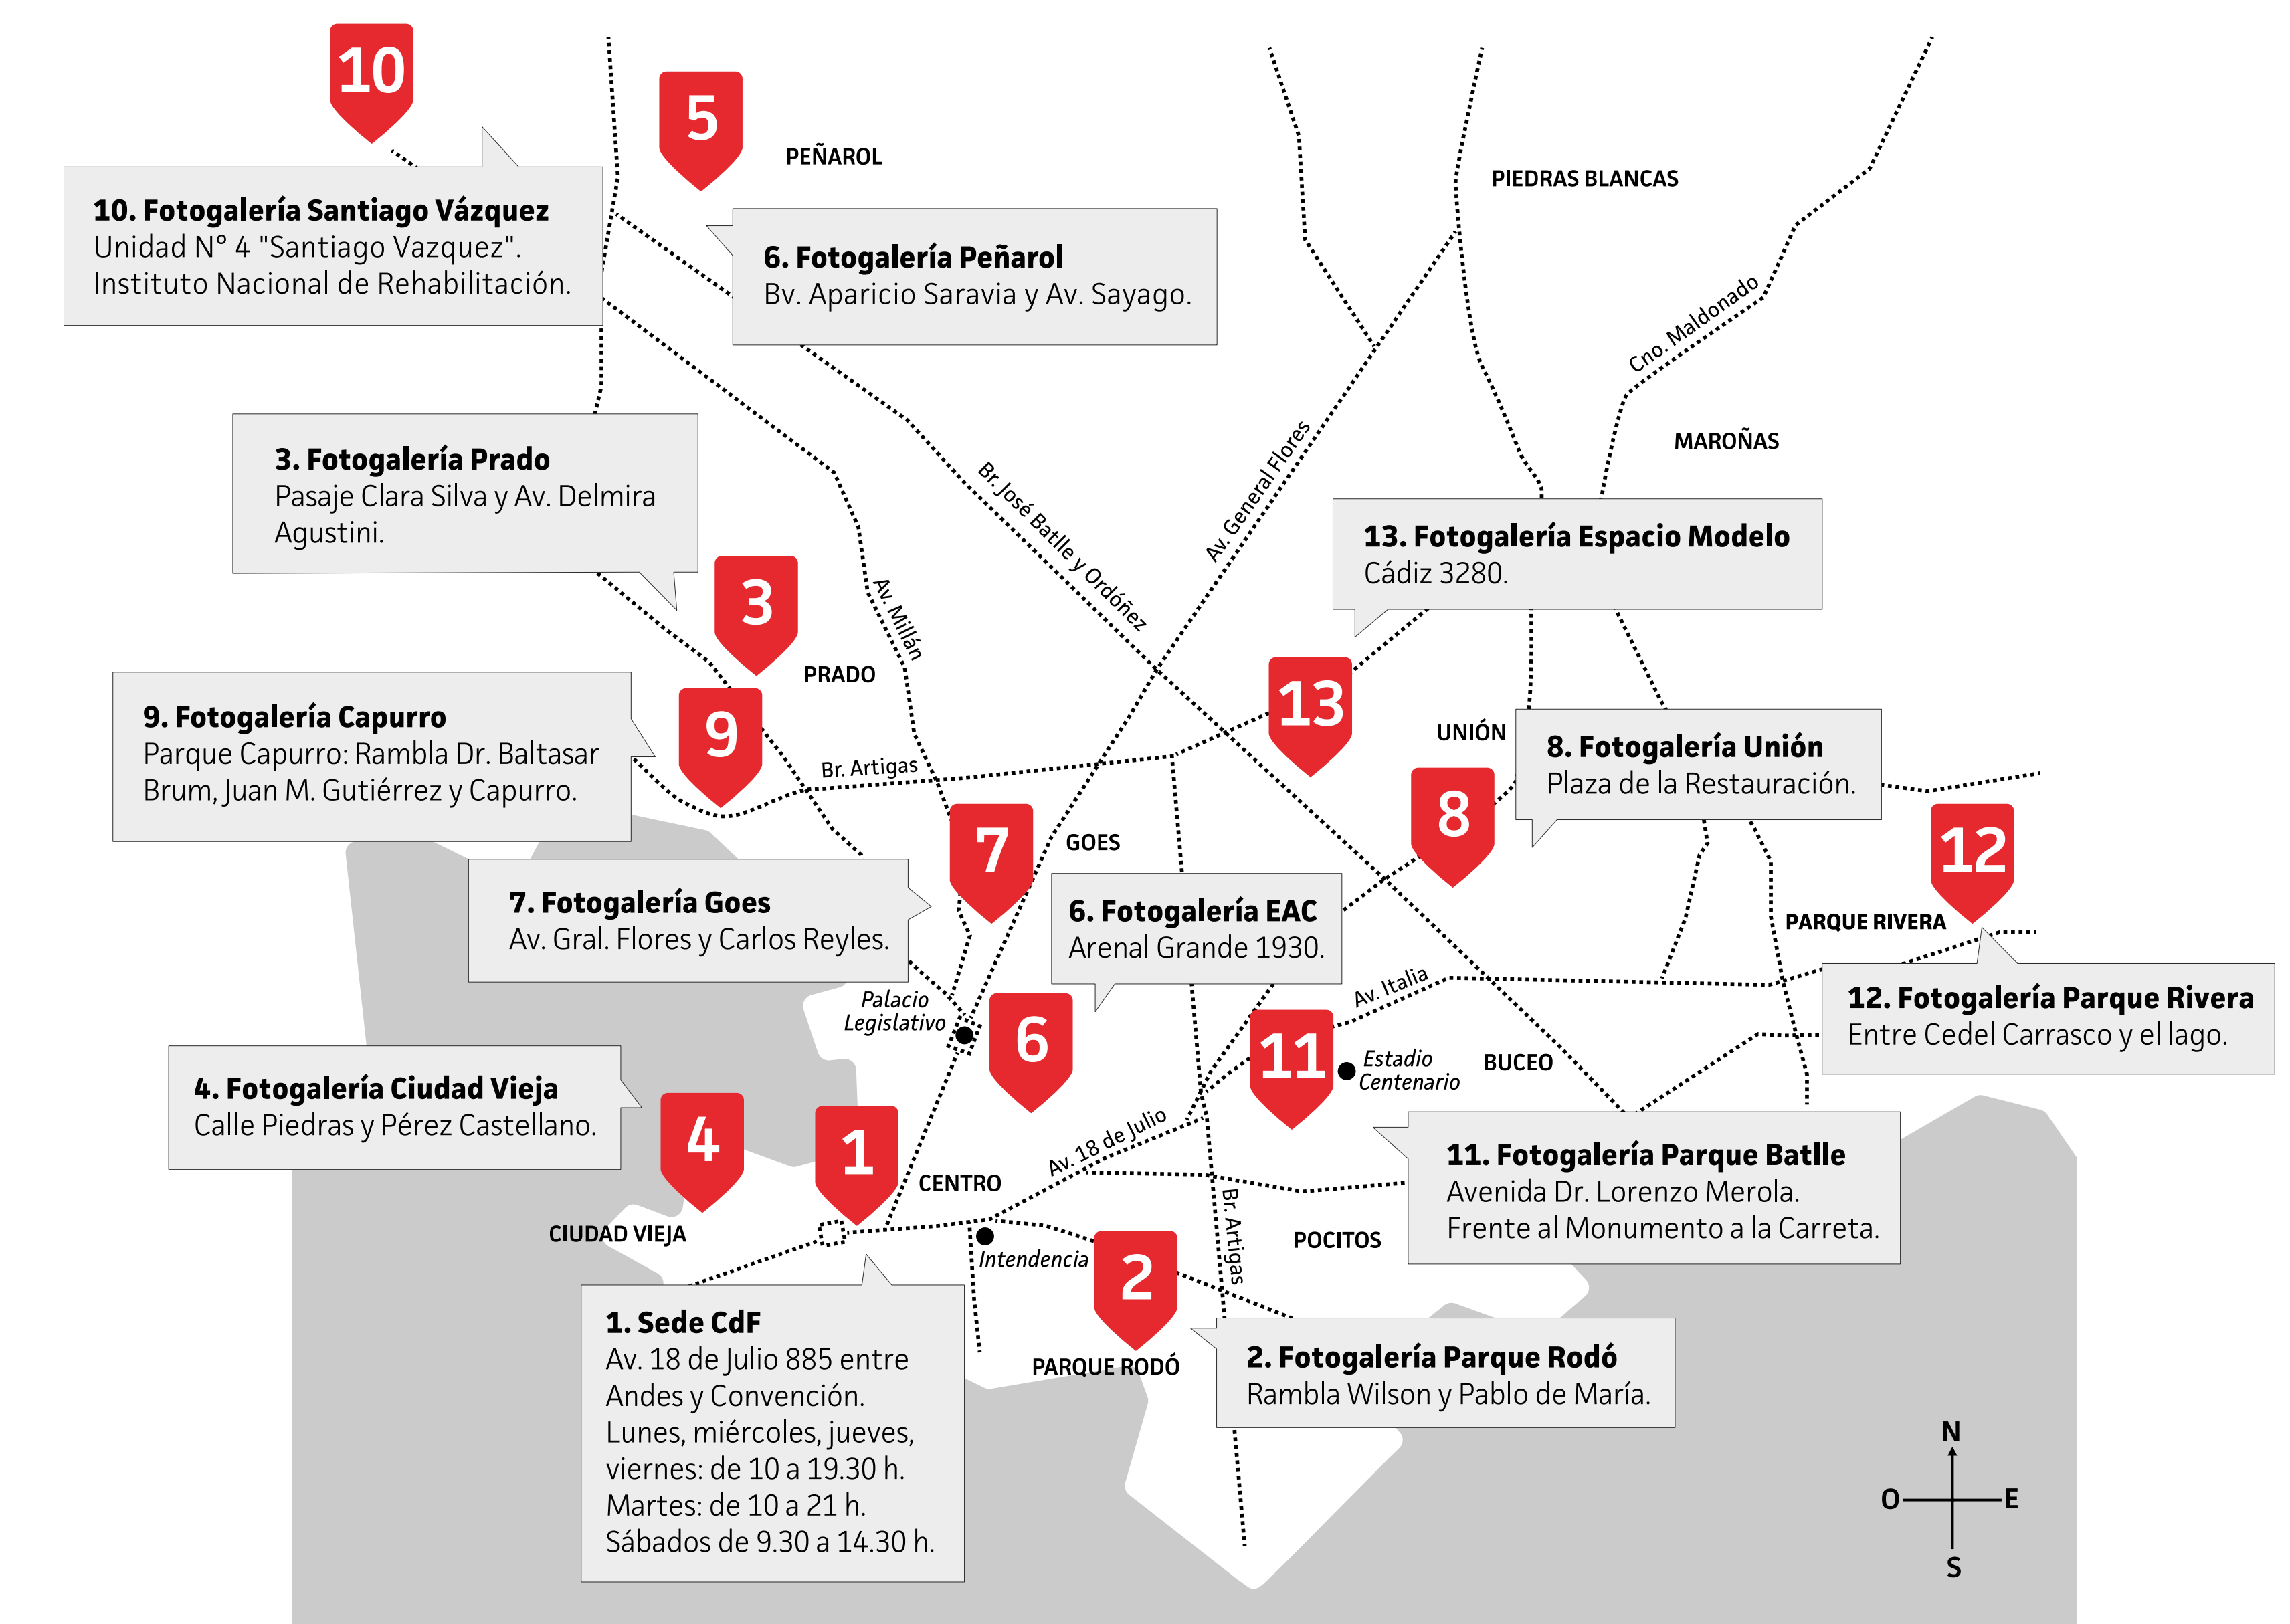 10
5
PEÑAROL
PIEDRAS BLANCAS
10. Fotogalería Santiago Vázquez
Unidad N° 4 "Santiago Vazquez".
Instituto Nacional de Rehabilitación.
6. Fotogalería Peñarol
Bv. Aparicio Saravia y Av. Sayago.
Cno. Maldonado
MAROÑAS
3. Fotogalería Prado
Pasaje Clara Silva y Av. Delmira
Agustini.
Br. José Batlle y Ordóñez
Av. General Flores
13. Fotogalería Espacio Modelo
Cádiz 3280.
3
Av. Millán
PRADO
13
9. Fotogalería Capurro
Parque Capurro: Rambla Dr. Baltasar
Brum, Juan M. Gutiérrez y Capurro.
9
Br. Artigas
UNIÓN
8. Fotogalería Unión
Plaza de la Restauración.
8
7
GOES
12
7. Fotogalería Goes
Av. Gral. Flores y Carlos Reyles.
6. Fotogalería EAC
Arenal Grande 1930.
PARQUE RIVERA
12. Fotogalería Parque Rivera
Entre Cedel Carrasco y el lago.
Palacio
Legislativo
6
Av. Italia
11
Estadio
Centenario
BUCEO
4. Fotogalería Ciudad Vieja
Calle Piedras y Pérez Castellano.
4
1
Av. 18 de Julio
11. Fotogalería Parque Batlle
Avenida Dr. Lorenzo Merola.
Frente al Monumento a la Carreta.
CENTRO
CIUDAD VIEJA
Intendencia
2
Br. Artigas
POCITOS
1. Sede CdF
Av. 18 de Julio 885 entre
Andes y Convención.
Lunes, miércoles, jueves,
viernes: de 10 a 19.30 h.
Martes: de 10 a 21 h.
Sábados de 9.30 a 14.30 h.
PARQUE RODÓ
2. Fotogalería Parque Rodó
Rambla Wilson y Pablo de María.
N
O
E
S